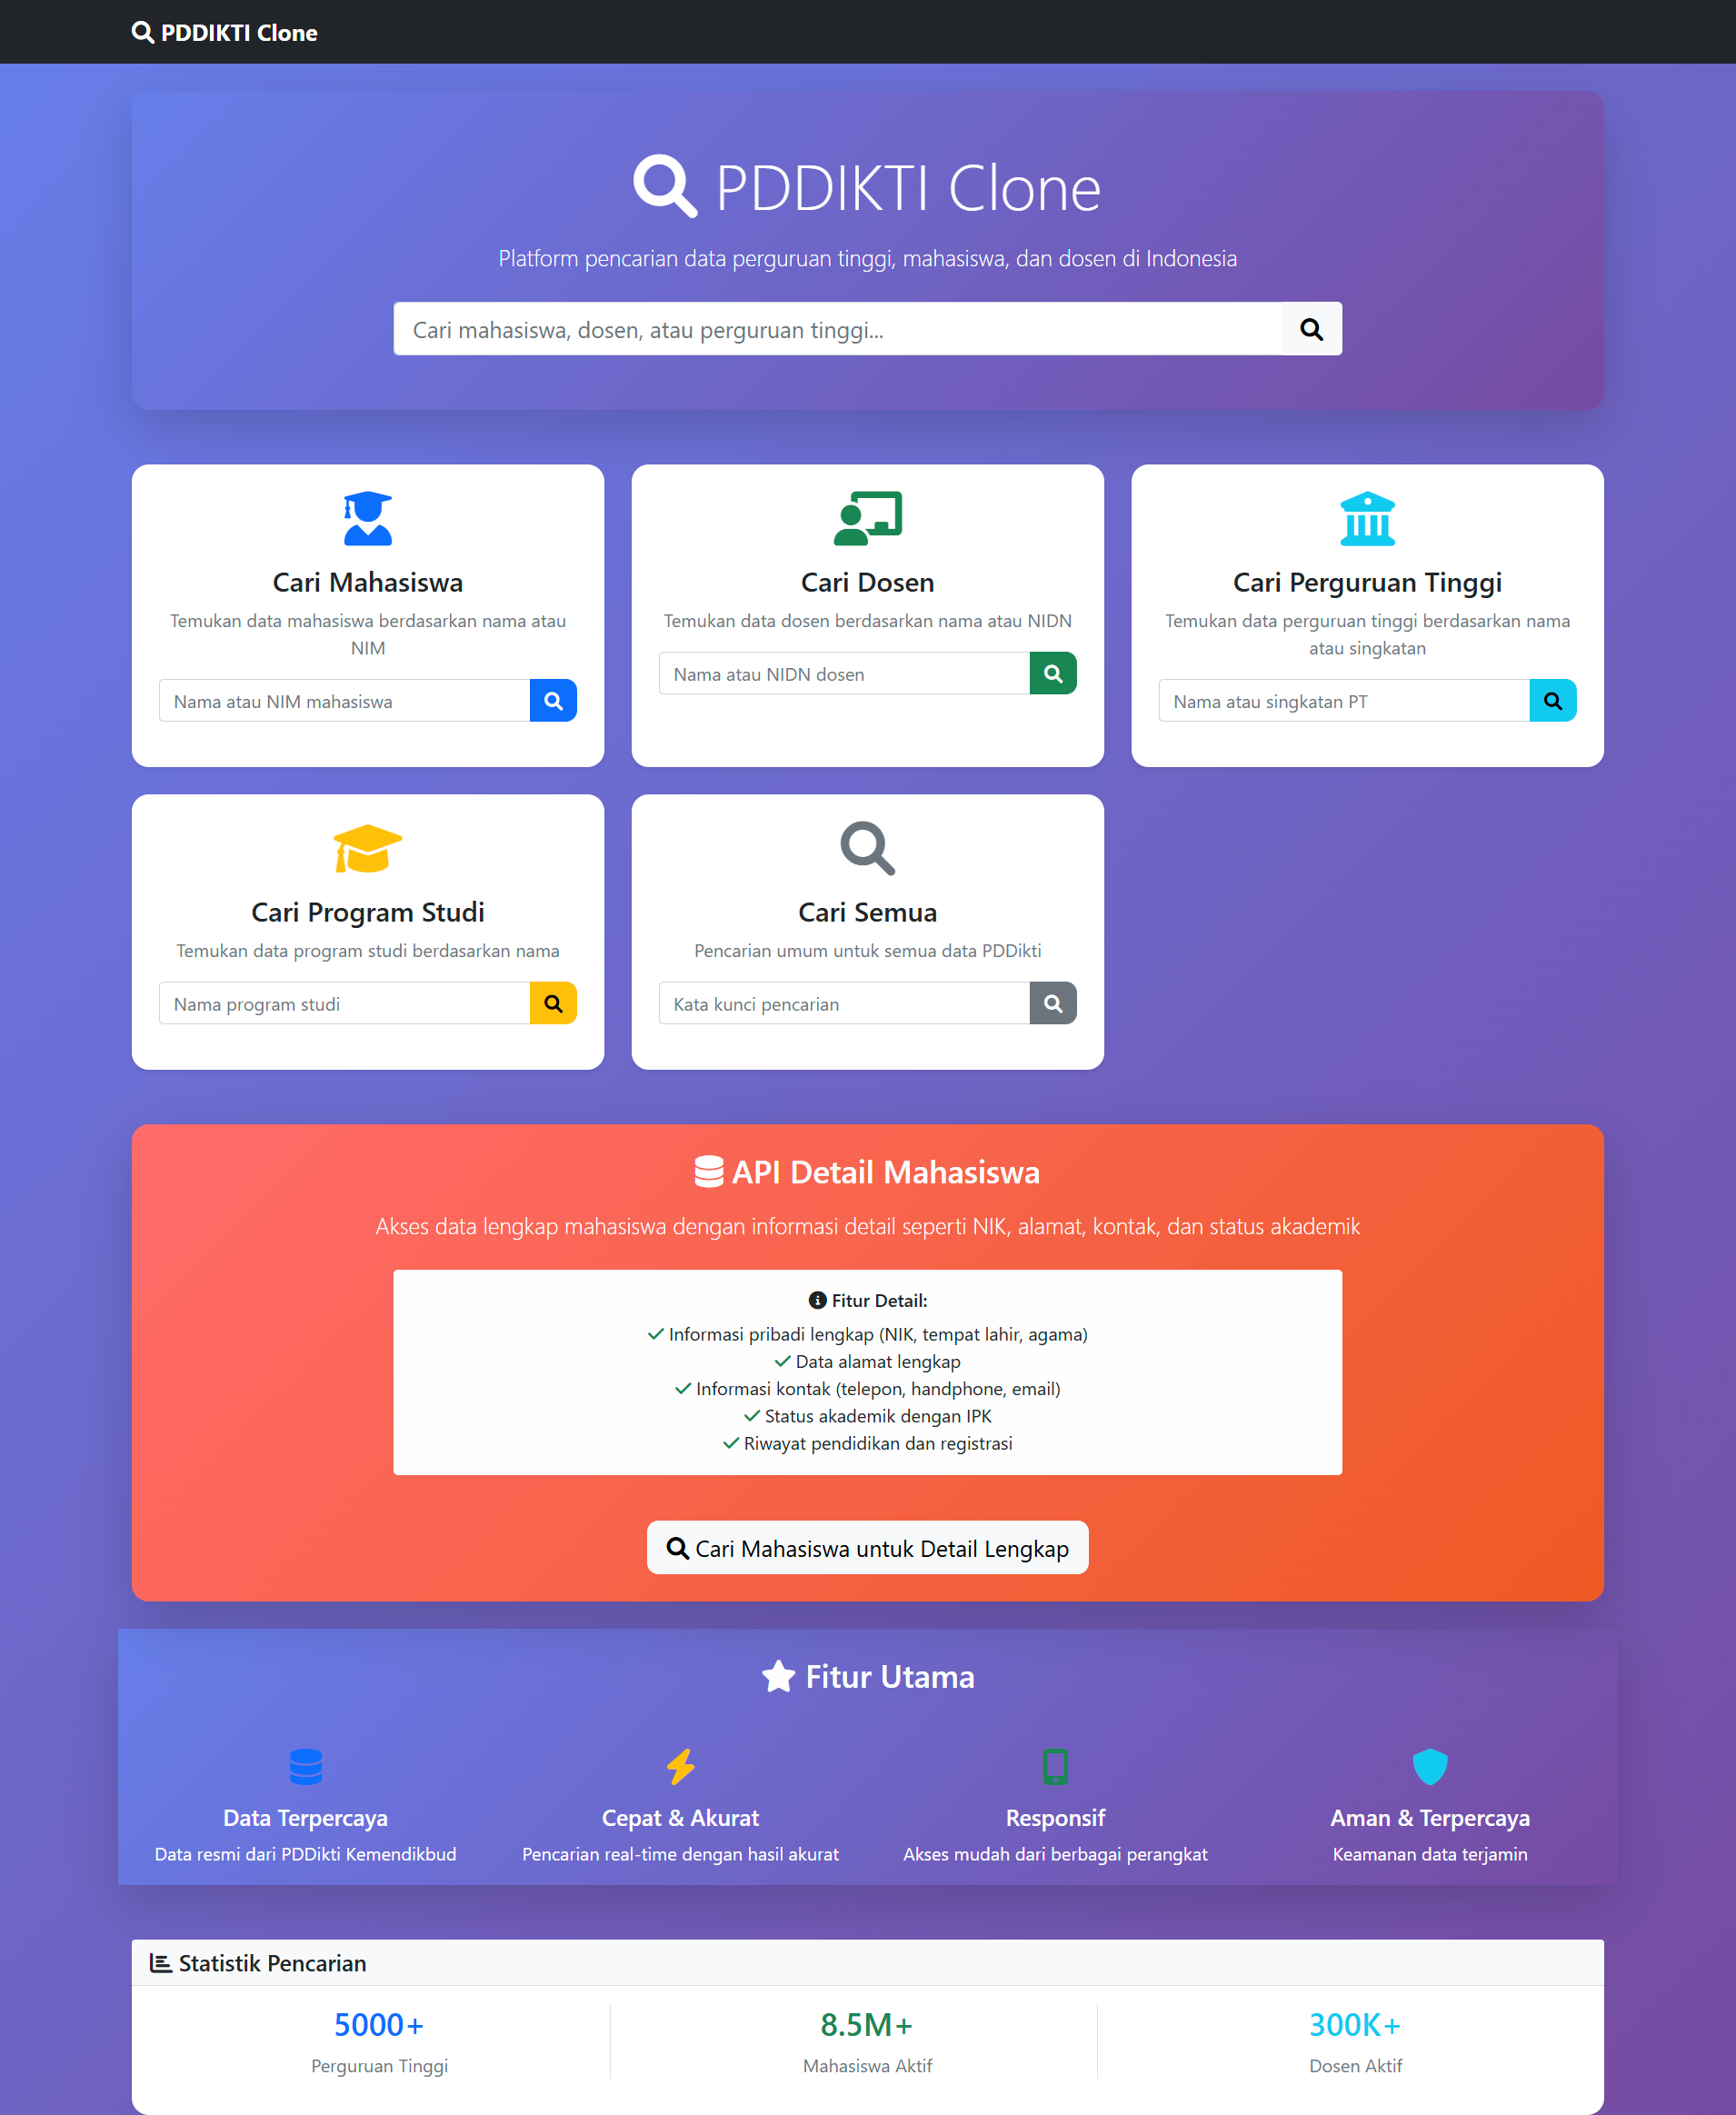 PDDIKTI Clone
PDDIKTI Clone
Platform pencarian data perguruan tinggi, mahasiswa, dan dosen di Indonesia
Cari mahasiswa, dosen, atau perguruan tinggi...
Cari Mahasiswa
Temukan data mahasiswa berdasarkan nama atau
NIM
Nama atau NIM mahasiswa
Cari Dosen
Temukan data dosen berdasarkan nama atau NIDN
Nama atau NIDN dosen
Cari Perguruan Tinggi
Temukan data perguruan tinggi berdasarkan nama
atau singkatan
Nama atau singkatan PT
Cari Program Studi
Temukan data program studi berdasarkan nama
Nama program studi
Cari Semua
Pencarian umum untuk semua data PDDikti
Kata kunci pencarian
API Detail Mahasiswa
Akses data lengkap mahasiswa dengan informasi detail seperti NIK, alamat, kontak, dan status akademik
Fitur Detail:
Informasi pribadi lengkap (NIK, tempat lahir, agama)
Data alamat lengkap
Informasi kontak (telepon, handphone, email)
Status akademik dengan IPK
Riwayat pendidikan dan registrasi
Cari Mahasiswa untuk Detail Lengkap
Fitur Utama
Data Terpercaya
Data resmi dari PDDikti Kemendikbud
Cepat & Akurat
Pencarian real-time dengan hasil akurat
Responsif
Akses mudah dari berbagai perangkat
Aman & Terpercaya
Keamanan data terjamin
Statistik Pencarian
5000+
Perguruan Tinggi
8.5M+
Mahasiswa Aktif
300K+
Dosen Aktif